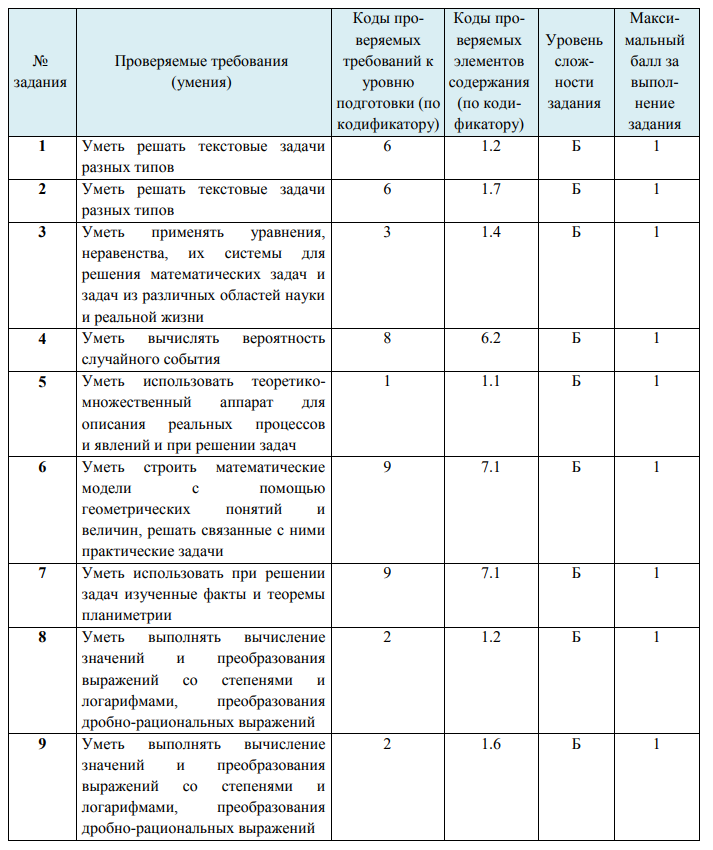 №
задания
Проверяемые требования
(умения)
Коды про-
веряемых
требований к
уровню
подготовки (по
кодификатору)
Коды про-
веряемых
элементов
содержания
(по коди-
фикатору)
Уровень
слож-
ности
задания
Макси-
мальный
балл за
выпол-
нение
задания
1
Уметь решать текстовые задачи
разных типов
6
1.2
Б
1
2
Уметь решать текстовые задачи
разных типов
6
1.7
Б
1
3
Уметь применять уравнения,
неравенства, их системы для
решения математических задач и
задач из различных областей науки
и реальной жизни
3
1.4
Б
1
4
Уметь вычислять вероятность
случайного события
8
6.2
Б
1
5
Уметь использовать теоретико-
множественный аппарат для
описания реальных процессов
и явлений и при решении задач
1
1.1
Б
1
6
Уметь строить математические
модели с помощью
геометрических понятий и
величин, решать связанные с ними
практические задачи
9
7.1
Б
1
7
Уметь использовать при решении
задач изученные факты и теоремы
планиметрии
9
7.1
Б
1
8
Уметь выполнять вычисление
значений и преобразования
выражений со степенями и
логарифмами, преобразования
дробно-рациональных выражений
2
1.2
Б
1
9
Уметь выполнять вычисление
значений и преобразования
выражений со степенями и
логарифмами, преобразования
дробно-рациональных выражений
2
1.6
Б
1